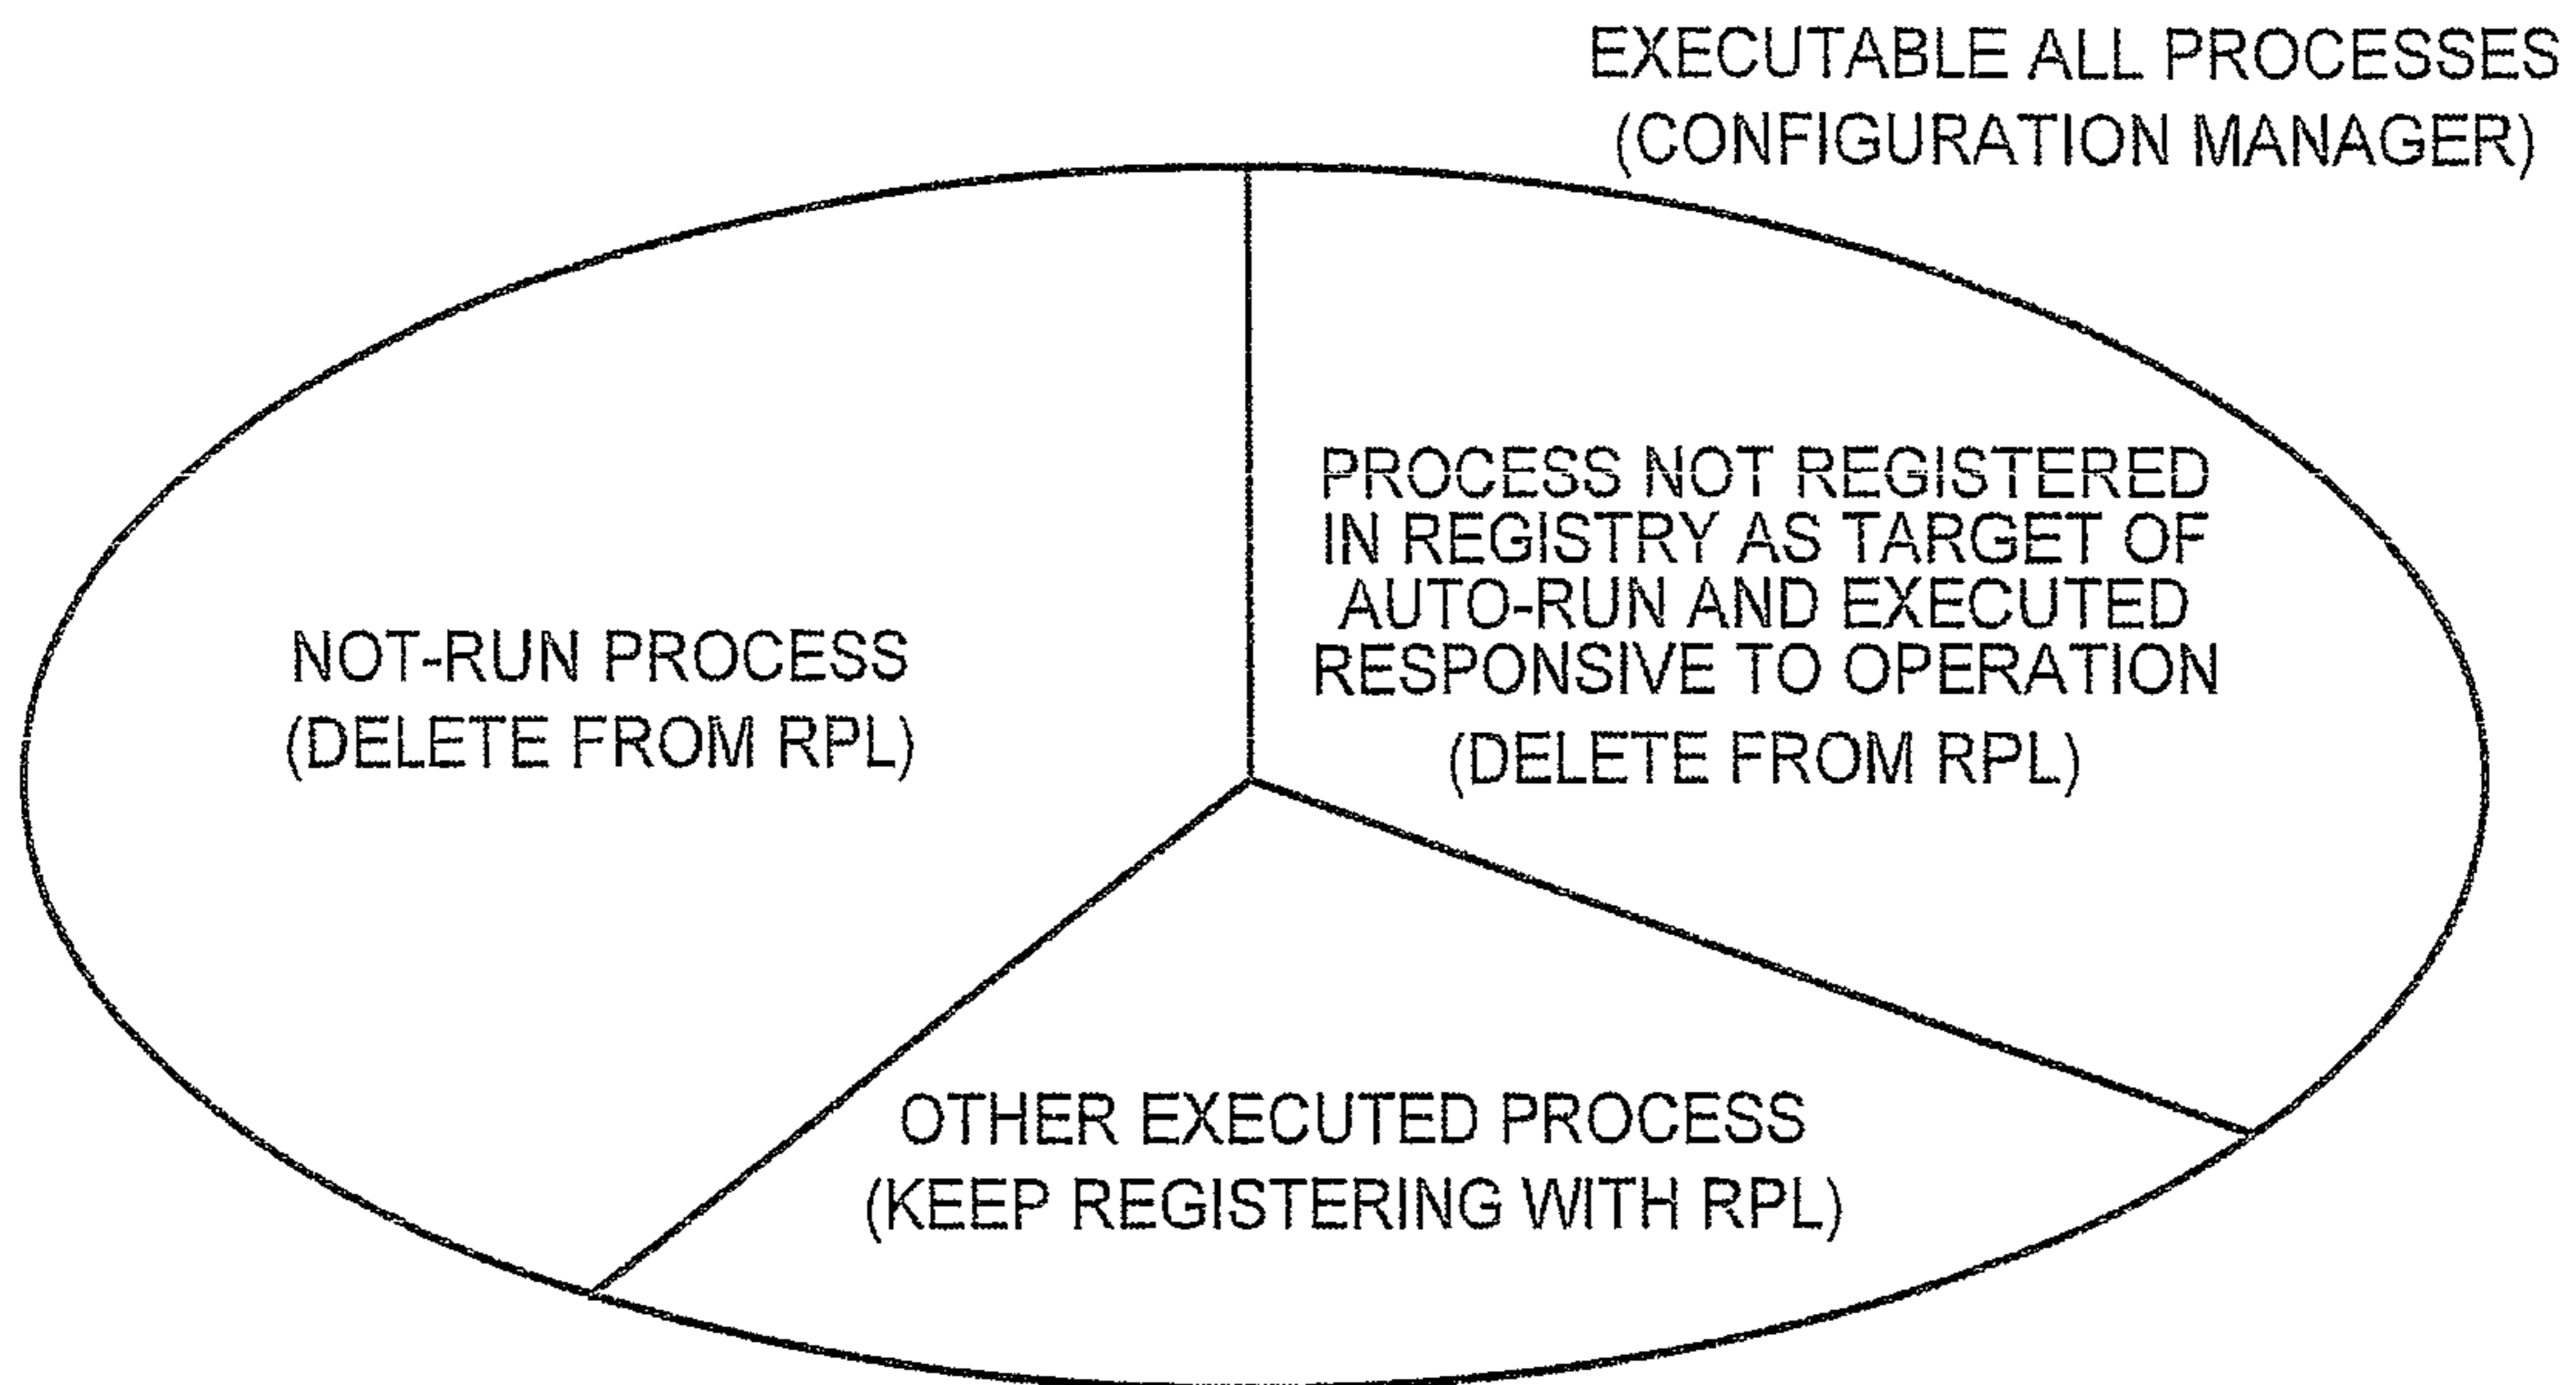 EXECUTABLE ALL PROCESSES
(CONFIGURATION MANAGER)
PROCESS NOT REGISTERED
IN REGISTRY AS TARGET OF
AUTO-RUN AND EXECUTED
RESPONSIVE TO OPERATION
(DELETE FROM RPL)
NOT-RUN PROCESS
(DELETE FROM RPL)
OTHER EXECUTED PROCESS
(KEEP REGISTERING WITH RPL)